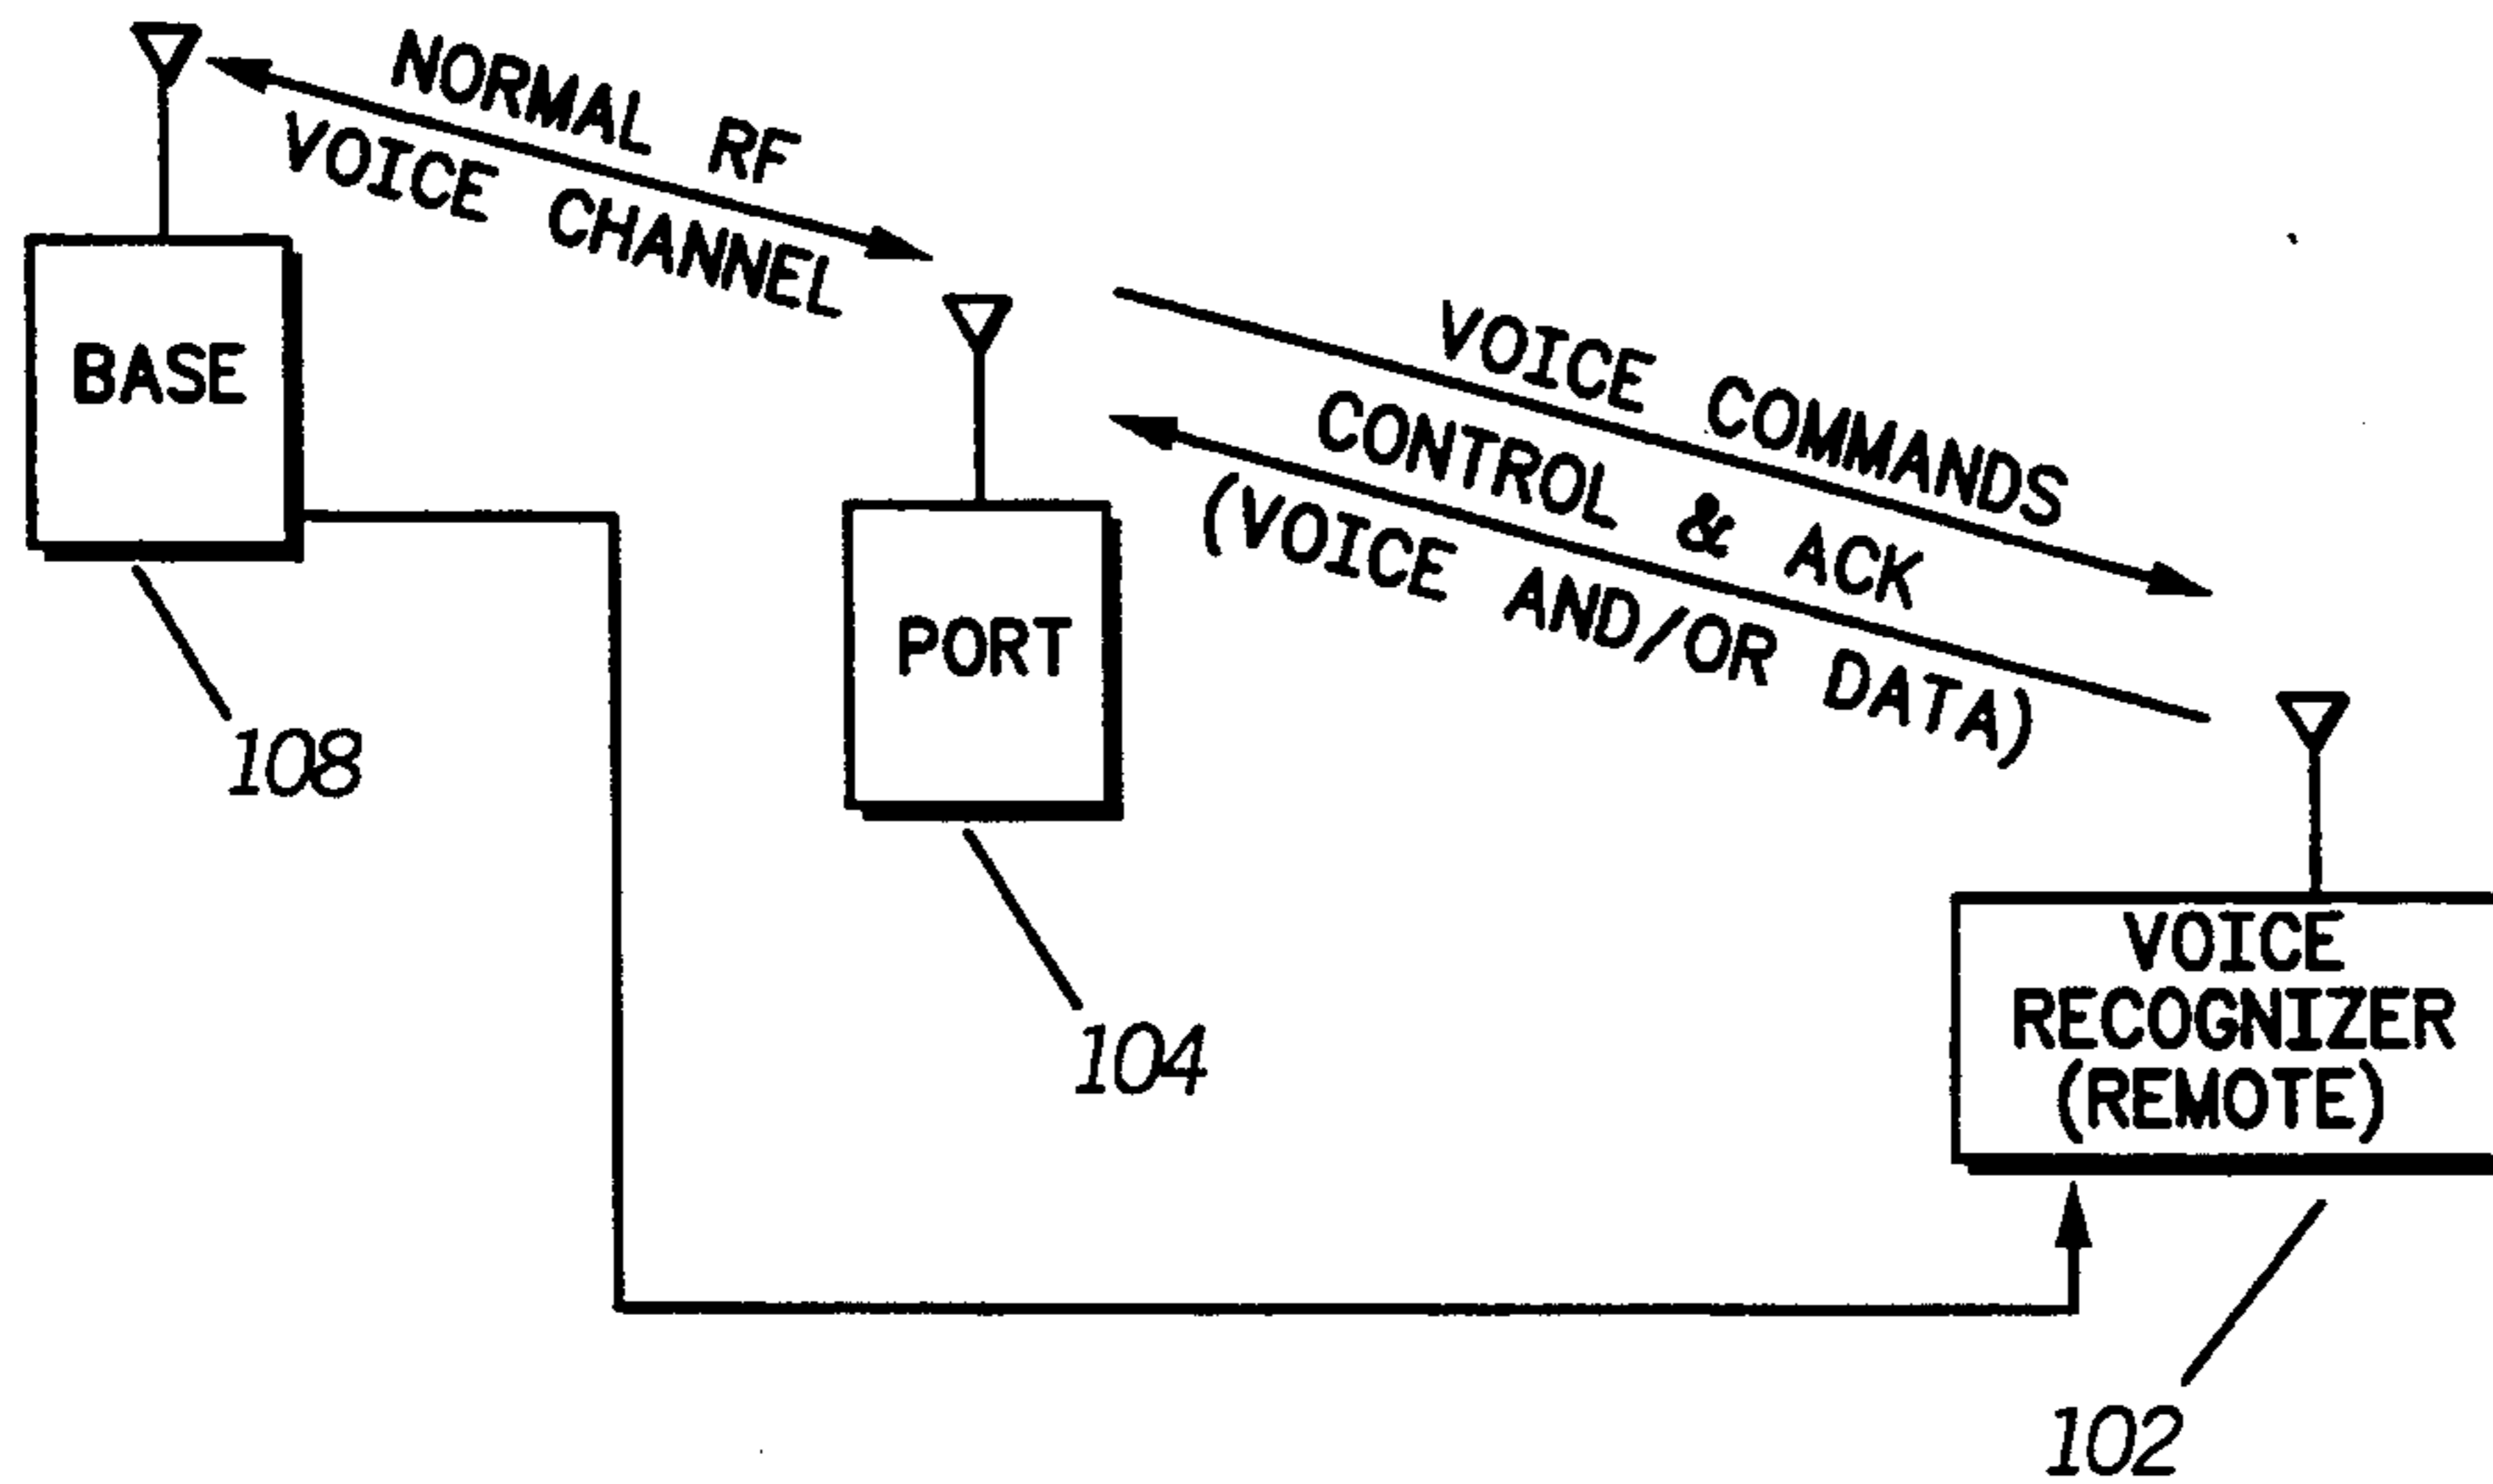 NORMAL RF
VOICE CHANNEL
BASE
108
VOICE COMMANDS
CONTROL & ACK
(VOICE AND/OR DATA)
PORT
104
VOICE
RECOGNIZER
(REMOTE)
102